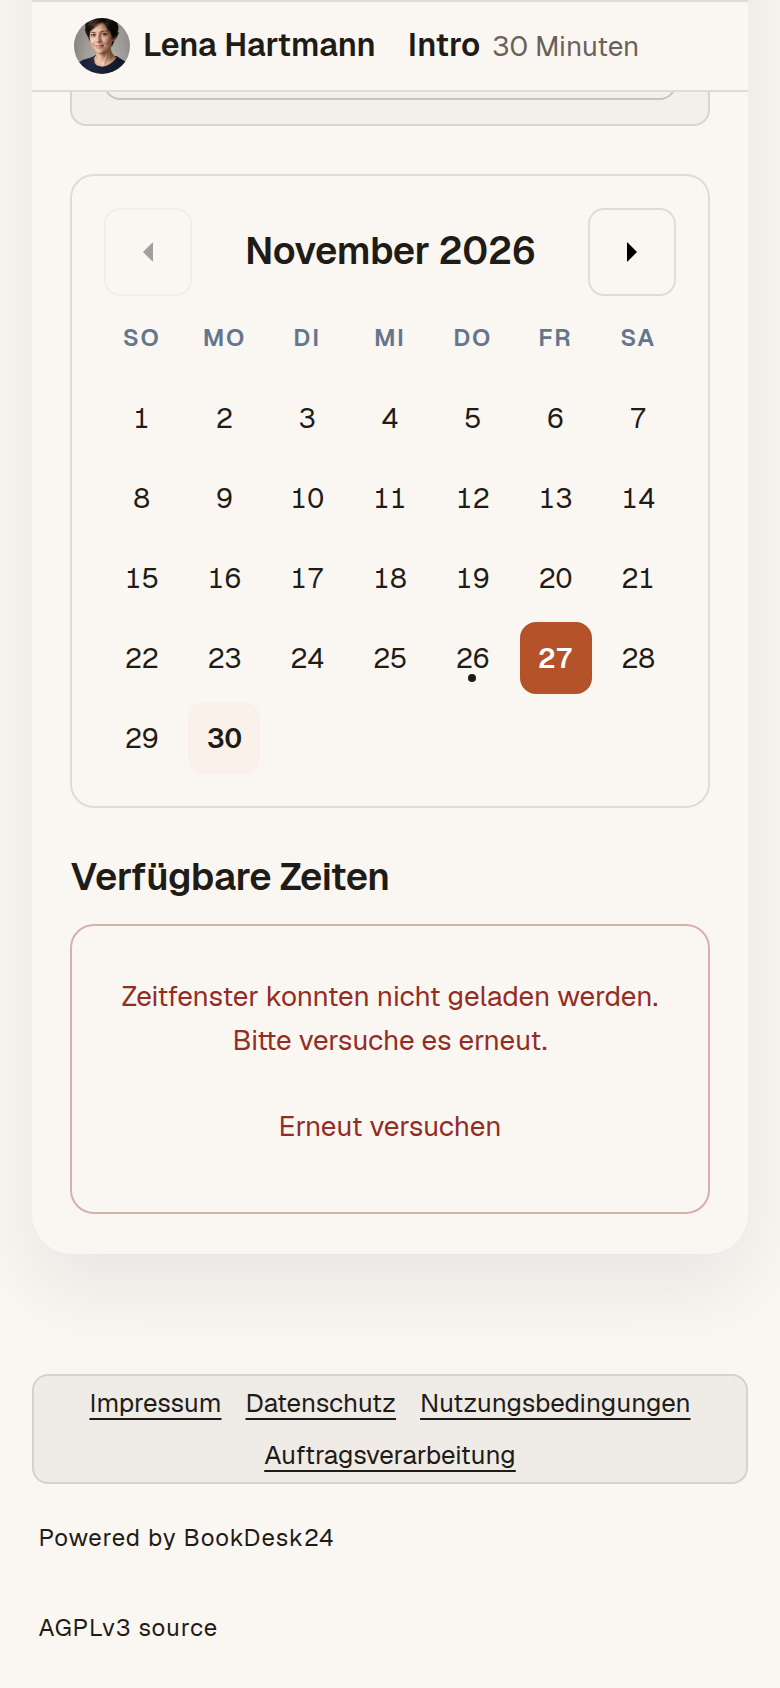 Lena Hartmann Intro 30 Minuten
November 2026
SO MO DI MI DO FR SA
1 2 3 4 5 6 7
8 9 10 11 12 13 14
15 16 17 18 19 20 21
22 23 24 25 26 27 28
29 30
Verfügbare Zeiten
Zeitfenster konnten nicht geladen werden.
Bitte versuche es erneut.
Erneut versuchen
Impressum Datenschutz Nutzungsbedingungen
Auftragsverarbeitung
Powered by BookDesk24
AGPLv3 source